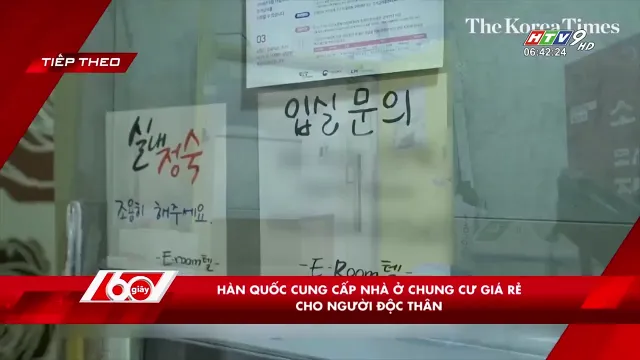 The Korea Times
HTV9 HD
06:42:24
TIẾP THEO
03
입실 문의
실내
정숙
조용히 해주세요.
-E-room텔-
-E-Room텔
60 giây
HÀN QUỐC CUNG CẤP NHÀ Ở CHUNG CƯ GIÁ RẺ
CHO NGƯỜI ĐỘC THÂN